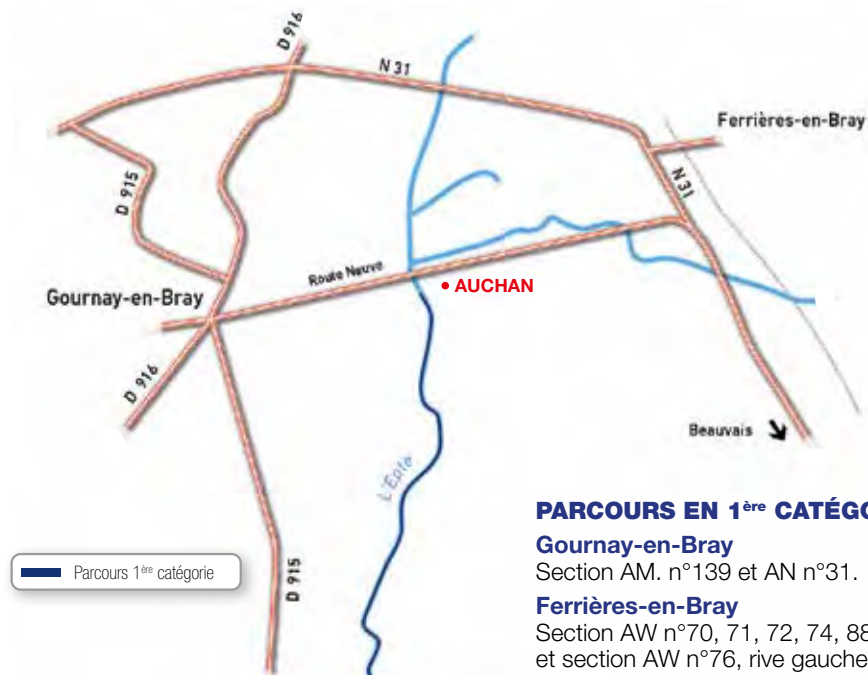 D 916
N 31
Ferrières-en-Bray
D 915
N 31
Route Neuve
• AUCHAN
Gournay-en-Bray
D 916
Beauvais
L'Epte
PARCOURS EN 1ère CATÉGO
Gournay-en-Bray
Section AM. n°139 et AN n°31.
Parcours 1ère catégorie
Ferrières-en-Bray
D 915
Section AW n°70, 71, 72, 74, 88
et section AW n°76, rive gauche